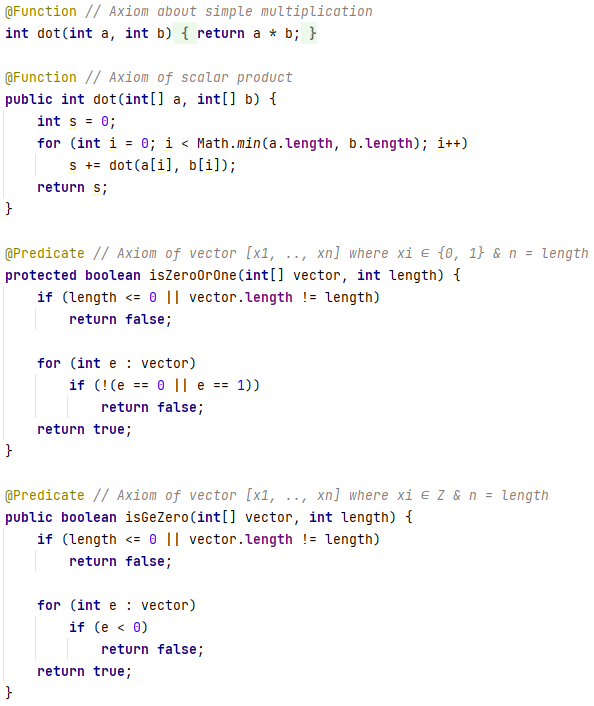 @Function // Axiom about simple multiplication
int dot(int a, int b) { return a * b; }

@Function // Axiom of scalar product
public int dot(int[] a, int[] b) {
    int s = 0;
    for (int i = 0; i < Math.min(a.length, b.length); i++)
        s += dot(a[i], b[i]);
    return s;
}

@Predicate // Axiom of vector [x1, .., xn] where xi ∈ {0, 1} & n = length
protected boolean isZeroOrOne(int[] vector, int length) {
    if (length <= 0 || vector.length != length)
        return false;

    for (int e : vector)
        if (!(e == 0 || e == 1))
            return false;
    return true;
}

@Predicate // Axiom of vector [x1, .., xn] where xi ∈ Z & n = length
public boolean isGeZero(int[] vector, int length) {
    if (length <= 0 || vector.length != length)
        return false;

    for (int e : vector)
        if (e < 0)
            return false;
    return true;
}